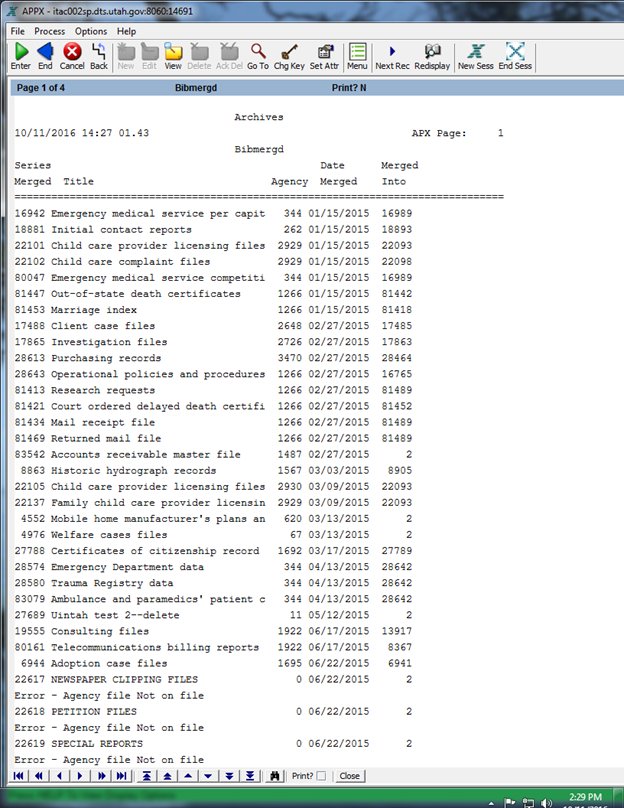 APPX - itac002sp.dts.utah.gov:8060:14691
File Process Options Help
Enter End Cancel Back New Edit View Delete Ack Del Go To Chg Key Set Attr Menu Next Rec Redisplay New Sess End Sess
Page 1 of 4 Bibmergd Print? N
Archives
10/11/2016 14:27 01.43 APX Page: 1
Bibmergd
Series Date Merged
Merged Title Agency Merged Into
================================================================================
16942 Emergency medical service per capit 344 01/15/2015 16989
18881 Initial contact reports 262 01/15/2015 18893
22101 Child care provider licensing files 2929 01/15/2015 22093
22102 Child care complaint files 2929 01/15/2015 22098
80047 Emergency medical service competiti 344 01/15/2015 16989
81447 Out-of-state death certificates 1266 01/15/2015 81442
81453 Marriage index 1266 01/15/2015 81418
17488 Client case files 2648 02/27/2015 17485
17865 Investigation files 2726 02/27/2015 17863
28613 Purchasing records 3470 02/27/2015 28464
28643 Operational policies and procedures 1266 02/27/2015 16765
81413 Research requests 1266 02/27/2015 81489
81421 Court ordered delayed death certifi 1266 02/27/2015 81452
81434 Mail receipt file 1266 02/27/2015 81489
81469 Returned mail file 1266 02/27/2015 81489
83542 Accounts receivable master file 1487 02/27/2015 2
8863 Historic hydrograph records 1567 03/03/2015 8905
22105 Child care provider licensing files 2930 03/09/2015 22093
22137 Family child care provider licensin 2929 03/09/2015 22093
4552 Mobile home manufacturer's plans an 620 03/13/2015 2
4976 Welfare cases files 67 03/13/2015 2
27788 Certificates of citizenship record 1692 03/17/2015 27789
28574 Emergency Department data 344 04/13/2015 28642
28580 Trauma Registry data 344 04/13/2015 28642
83079 Ambulance and paramedics' patient c 344 04/13/2015 28642
27689 Uintah test 2--delete 11 05/12/2015 2
19555 Consulting files 1922 06/17/2015 13917
80161 Telecommunications billing reports 1922 06/17/2015 8367
6944 Adoption case files 1695 06/22/2015 6941
22617 NEWSPAPER CLIPPING FILES 0 06/22/2015 2
Error - Agency file Not on file
22618 PETITION FILES 0 06/22/2015 2
Error - Agency file Not on file
22619 SPECIAL REPORTS 0 06/22/2015 2
Error - Agency file Not on file
Print? Close
2:29 PM